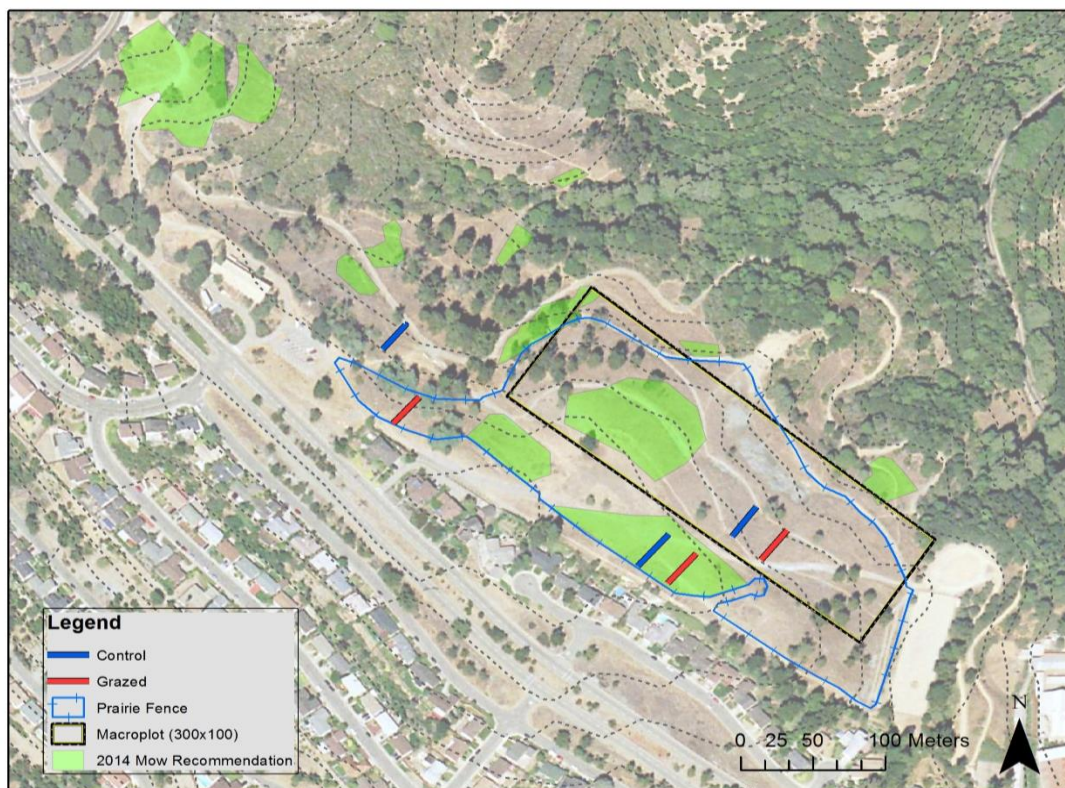 Legend
Control
Grazed
Prairie Fence
Macroplot (300x100)
2014 Mow Recommendation
0 25 50 100 Meters
N